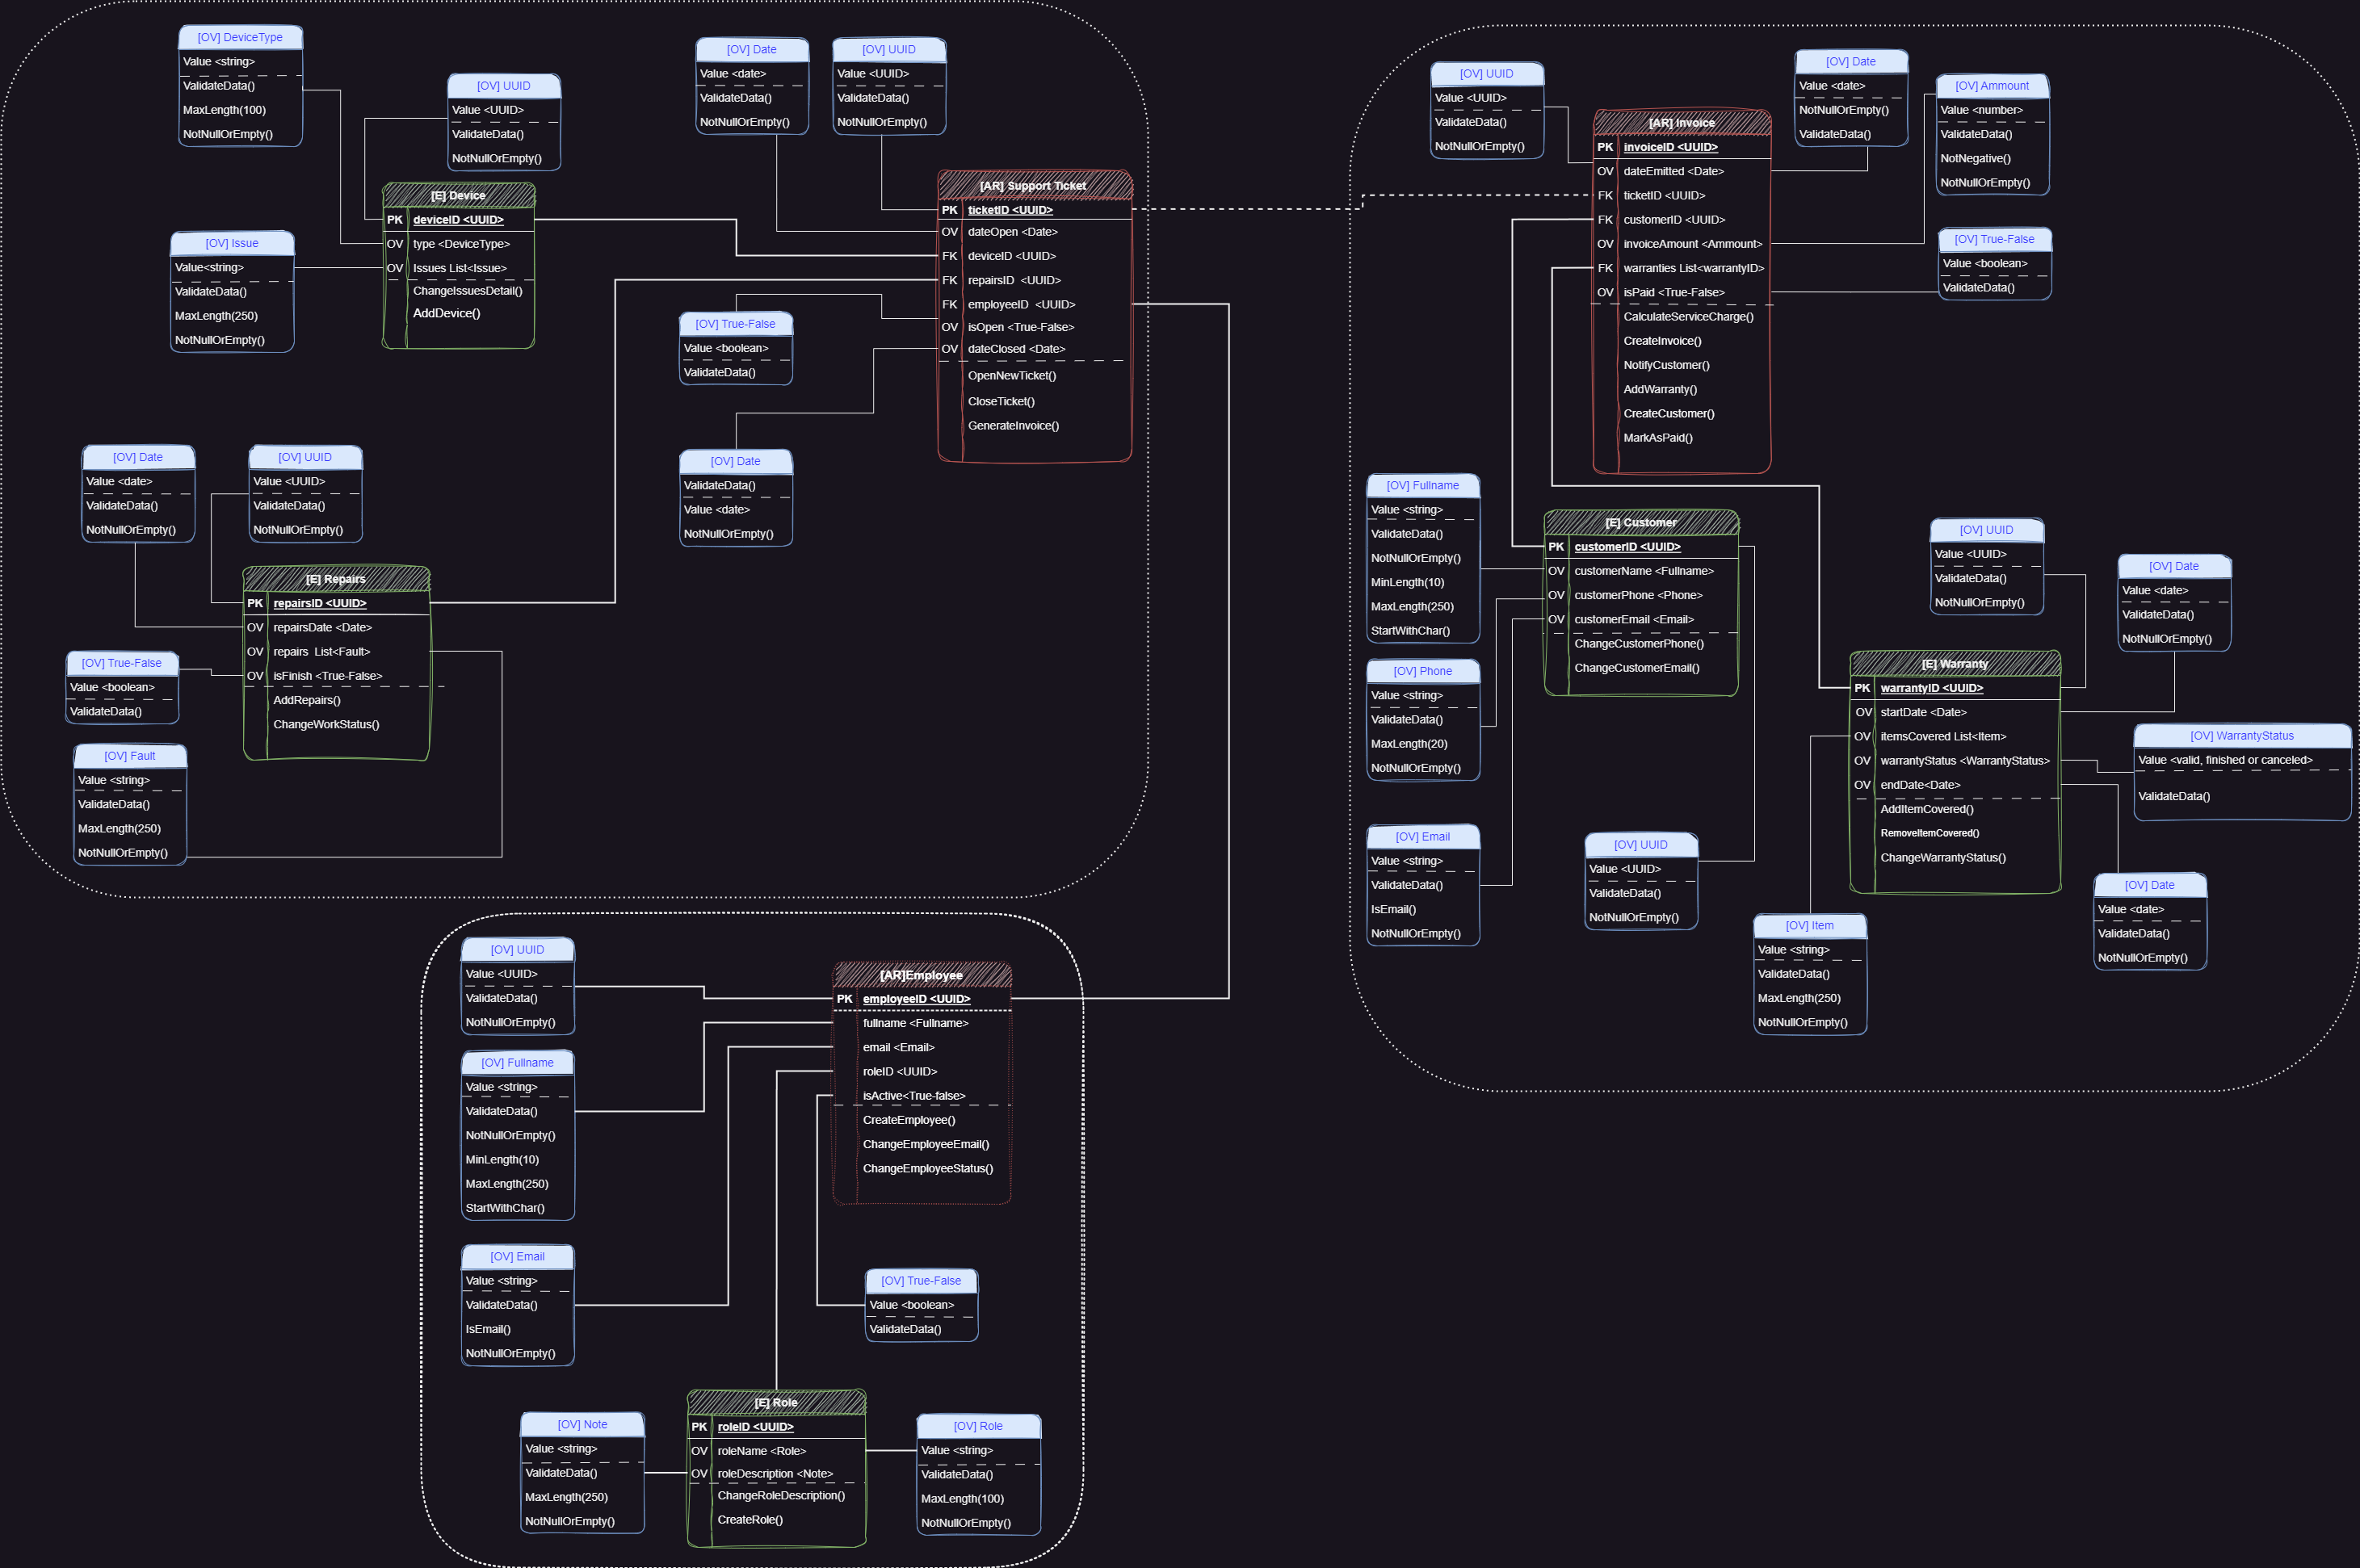 [OV] DeviceType
Value <string>
ValidateData()
MaxLength(100)
NotNullOrEmpty()
[OV] UUID
Value <UUID>
ValidateData()
NotNullOrEmpty()
[OV] Date
Value <date>
ValidateData()
NotNullOrEmpty()
[OV] UUID
Value <UUID>
ValidateData()
NotNullOrEmpty()
[E] Device
PK deviceID <UUID>
OV type <DeviceType>
OV Issues List<Issue>
ChangeIssuesDetail()
AddDevice()
[OV] Issue
Value<string>
ValidateData()
MaxLength(250)
NotNullOrEmpty()
[AR] Support Ticket
PK ticketID <UUID>
OV dateOpen <Date>
FK deviceID <UUID>
FK repairsID <UUID>
FK employeeID <UUID>
OV isOpen <True-False>
OV dateClosed <Date>
OpenNewTicket()
CloseTicket()
GenerateInvoice()
[OV] True-False
Value <boolean>
ValidateData()
[OV] Date
ValidateData()
Value <date>
NotNullOrEmpty()
[OV] Date
Value <date>
ValidateData()
NotNullOrEmpty()
[OV] UUID
Value <UUID>
ValidateData()
NotNullOrEmpty()
[E] Repairs
PK repairsID <UUID>
OV repairsDate <Date>
OV repairs List<Fault>
OV isFinish <True-False>
AddRepairs()
ChangeWorkStatus()
[OV] True-False
Value <boolean>
ValidateData()
[OV] Fault
Value <string>
ValidateData()
MaxLength(250)
NotNullOrEmpty()
[OV] UUID
Value <UUID>
ValidateData()
NotNullOrEmpty()
[OV] Date
Value <date>
NotNullOrEmpty()
ValidateData()
[OV] Ammount
Value <number>
ValidateData()
NotNegative()
NotNullOrEmpty()
[AR] Invoice
PK invoiceID <UUID>
OV dateEmitted <Date>
FK ticketID <UUID>
FK customerID <UUID>
OV invoiceAmount <Ammount>
FK warranties List<warrantyID>
OV isPaid <True-False>
CalculateServiceCharge()
CreateInvoice()
NotifyCustomer()
AddWarranty()
CreateCustomer()
MarkAsPaid()
[OV] True-False
Value <boolean>
ValidateData()
[OV] Fullname
Value <string>
ValidateData()
NotNullOrEmpty()
MinLength(10)
MaxLength(250)
StartWithChar()
[E] Customer
PK customerID <UUID>
OV customerName <Fullname>
OV customerPhone <Phone>
OV customerEmail <Email>
ChangeCustomerPhone()
ChangeCustomerEmail()
[OV] Phone
Value <string>
ValidateData()
MaxLength(20)
NotNullOrEmpty()
[OV] Email
Value <string>
ValidateData()
IsEmail()
NotNullOrEmpty()
[OV] UUID
Value <UUID>
ValidateData()
NotNullOrEmpty()
[OV] UUID
Value <UUID>
ValidateData()
NotNullOrEmpty()
[OV] Date
Value <date>
ValidateData()
NotNullOrEmpty()
[E] Warranty
PK warrantyID <UUID>
OV startDate <Date>
OV itemsCovered List<Item>
OV warrantyStatus <WarrantyStatus>
OV endDate<Date>
AddItemCovered()
RemoveItemCovered()
ChangeWarrantyStatus()
[OV] WarrantyStatus
Value <valid, finished or canceled>
ValidateData()
[OV] Date
Value <date>
ValidateData()
NotNullOrEmpty()
[OV] Item
Value <string>
ValidateData()
MaxLength(250)
NotNullOrEmpty()
[OV] UUID
Value <UUID>
ValidateData()
NotNullOrEmpty()
[AR]Employee
PK employeeID <UUID>
fullname <Fullname>
email <Email>
roleID <UUID>
isActive<True-false>
CreateEmployee()
ChangeEmployeeEmail()
ChangeEmployeeStatus()
[OV] Fullname
Value <string>
ValidateData()
NotNullOrEmpty()
MinLength(10)
MaxLength(250)
StartWithChar()
[OV] Email
Value <string>
ValidateData()
IsEmail()
NotNullOrEmpty()
[OV] True-False
Value <boolean>
ValidateData()
[OV] Note
Value <string>
ValidateData()
MaxLength(250)
NotNullOrEmpty()
[E] Role
PK roleID <UUID>
OV roleName <Role>
OV roleDescription <Note>
ChangeRoleDescription()
CreateRole()
[OV] Role
Value <string>
ValidateData()
MaxLength(100)
NotNullOrEmpty()